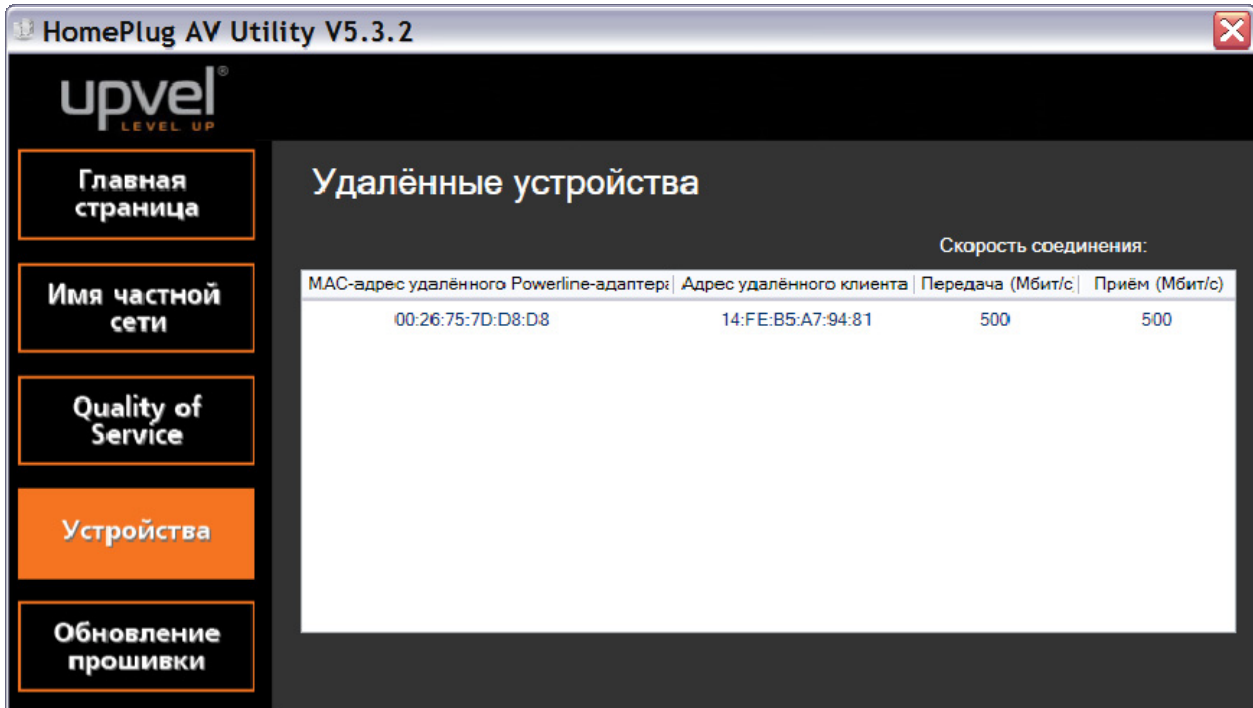 HomePlug AV Utility V5.3.2
upvel®
LEVEL UP
Главная
страница
Имя частной
сети
Quality of
Service
Устройства
Обновление
прошивки
Удалённые устройства
Скорость соединения:
MAC-адрес удалённого Powerline-адаптера Адрес удалённого клиента Передача (Мбит/с Приём (Мбит/с)
00:26:75:7D:D8:D8 14:FE:B5:A7:94:81 500 500